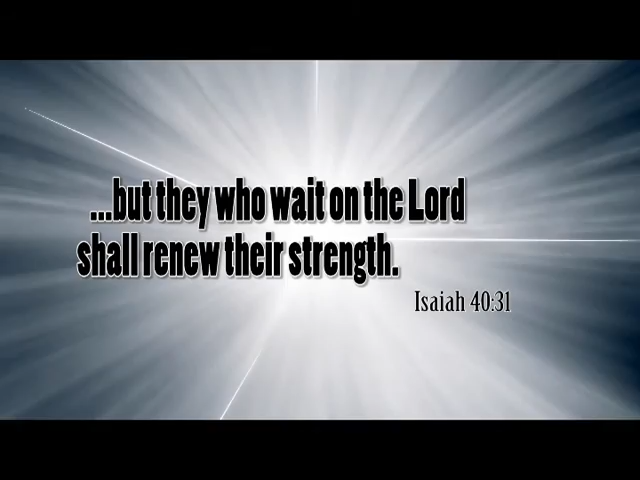 ...but they who wait on the Lord
shall renew their strength.
Isaiah 40:31